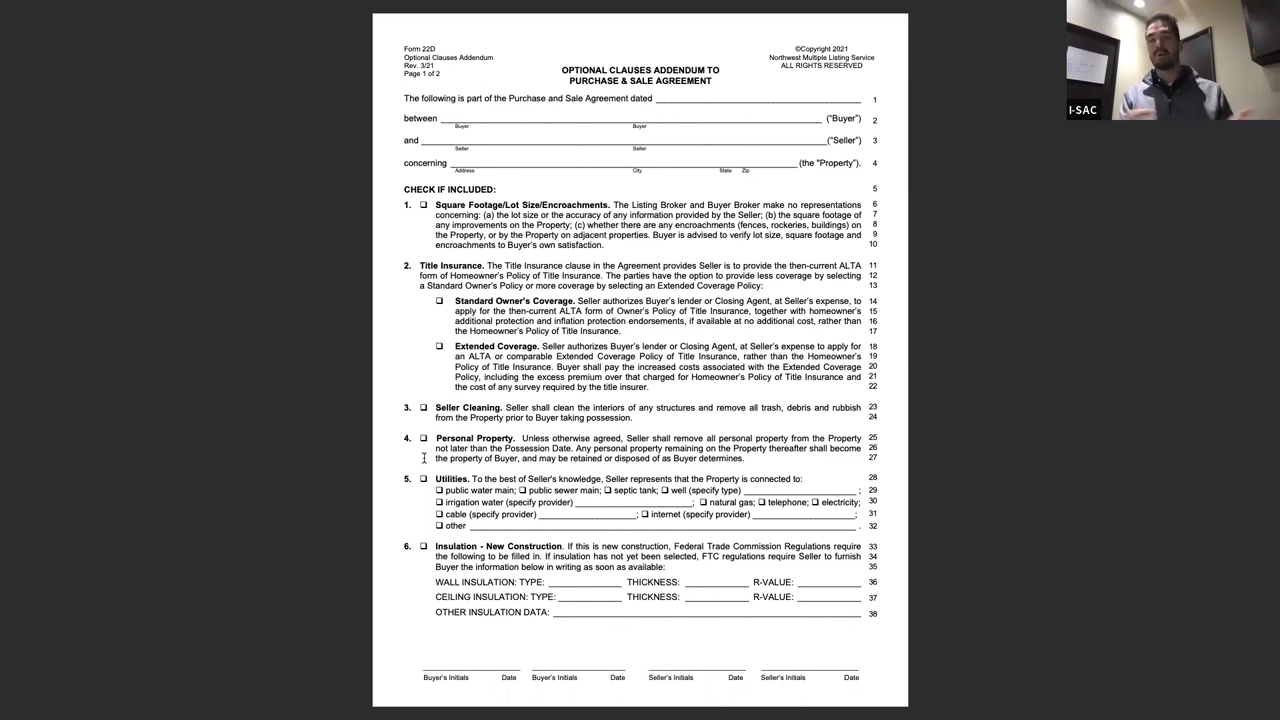 Form 22D
Optional Clauses Addendum
Rev. 3/21
Page 1 of 2
©Copyright 2021
Northwest Multiple Listing Service
ALL RIGHTS RESERVED
OPTIONAL CLAUSES ADDENDUM TO
PURCHASE & SALE AGREEMENT
The following is part of the Purchase and Sale Agreement dated 1
between ("Buyer") 2
Buyer Buyer
and ("Seller") 3
Seller Seller
concerning (the "Property"). 4
Address City State Zip
CHECK IF INCLUDED: 5
1. ❑ Square Footage/Lot Size/Encroachments. The Listing Broker and Buyer Broker make no representations 6
concerning: (a) the lot size or the accuracy of any information provided by the Seller; (b) the square footage of 7
any improvements on the Property; (c) whether there are any encroachments (fences, rockeries, buildings) on 8
the Property, or by the Property on adjacent properties. Buyer is advised to verify lot size, square footage and 9
encroachments to Buyer's own satisfaction. 10
2. Title Insurance. The Title Insurance clause in the Agreement provides Seller is to provide the then-current ALTA 11
form of Homeowner's Policy of Title Insurance. The parties have the option to provide less coverage by selecting 12
a Standard Owner's Policy or more coverage by selecting an Extended Coverage Policy: 13
❑ Standard Owner's Coverage. Seller authorizes Buyer's lender or Closing Agent, at Seller's expense, to 14
apply for the then-current ALTA form of Owner's Policy of Title Insurance, together with homeowner's 15
additional protection and inflation protection endorsements, if available at no additional cost, rather than 16
the Homeowner's Policy of Title Insurance. 17
❑ Extended Coverage. Seller authorizes Buyer's lender or Closing Agent, at Seller's expense to apply for 18
an ALTA or comparable Extended Coverage Policy of Title Insurance, rather than the Homeowner's 19
Policy of Title Insurance. Buyer shall pay the increased costs associated with the Extended Coverage 20
Policy, including the excess premium over that charged for Homeowner's Policy of Title Insurance and 21
the cost of any survey required by the title insurer. 22
3. ❑ Seller Cleaning. Seller shall clean the interiors of any structures and remove all trash, debris and rubbish 23
from the Property prior to Buyer taking possession. 24
4. ❑ Personal Property. Unless otherwise agreed, Seller shall remove all personal property from the Property 25
not later than the Possession Date. Any personal property remaining on the Property thereafter shall become 26
the property of Buyer, and may be retained or disposed of as Buyer determines. 27
5. ❑ Utilities. To the best of Seller's knowledge, Seller represents that the Property is connected to: 28
❑ public water main; ❑ public sewer main; ❑ septic tank; ❑ well (specify type) ; 29
❑ irrigation water (specify provider) ; ❑ natural gas; ❑ telephone; ❑ electricity; 30
❑ cable (specify provider) ; ❑ internet (specify provider) ; 31
❑ other . 32
6. ❑ Insulation - New Construction. If this is new construction, Federal Trade Commission Regulations require 33
the following to be filled in. If insulation has not yet been selected, FTC regulations require Seller to furnish 34
Buyer the information below in writing as soon as available: 35
WALL INSULATION: TYPE: THICKNESS: R-VALUE: 36
CEILING INSULATION: TYPE: THICKNESS: R-VALUE: 37
OTHER INSULATION DATA: 38
Buyer's Initials Date Buyer's Initials Date Seller's Initials Date Seller's Initials Date
I-SAC